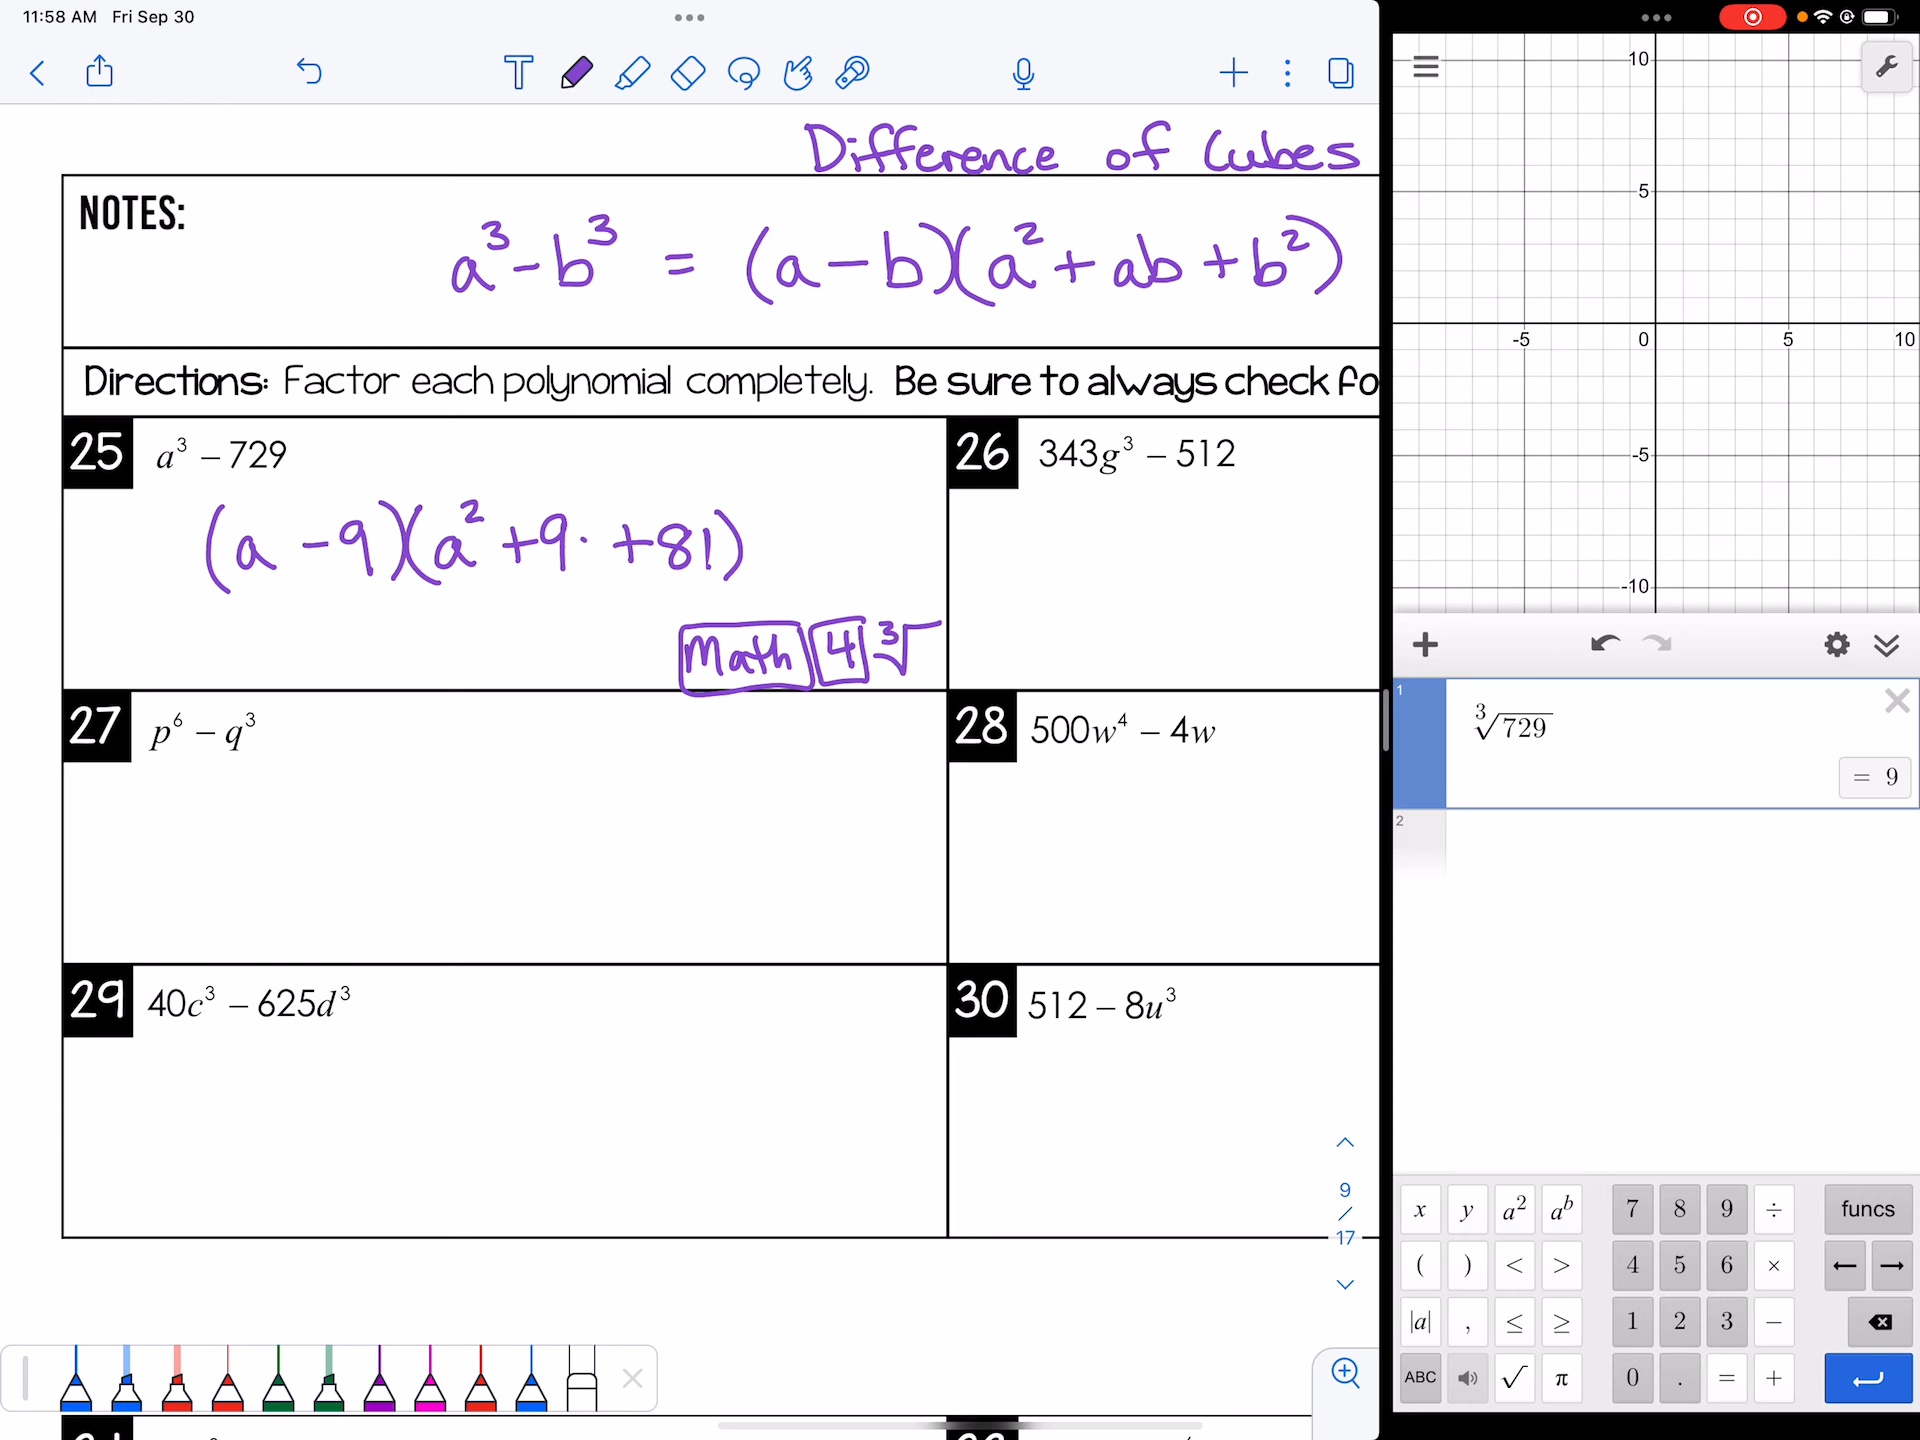 11:58 AM Fri Sep 30
Difference of Cubes
NOTES:
a³ - b³ = (a - b)(a² + ab + b²)
Directions: Factor each polynomial completely. Be sure to always check fo
25 a³ – 729
(a - 9)(a² + 9· + 81)
Math 4 ³√
26 343g³ – 512
27 p⁶ – q³
28 500w⁴ – 4w
29 40c³ – 625d³
30 512 – 8u³
9
/
17
10
5
-5 0 5 10
-5
-10
1
³√729
= 9
2
x y a² aᵇ 7 8 9 ÷ funcs
( ) < > 4 5 6 × ← →
|a| , ≤ ≥ 1 2 3 −
ABC √ π 0 . = +